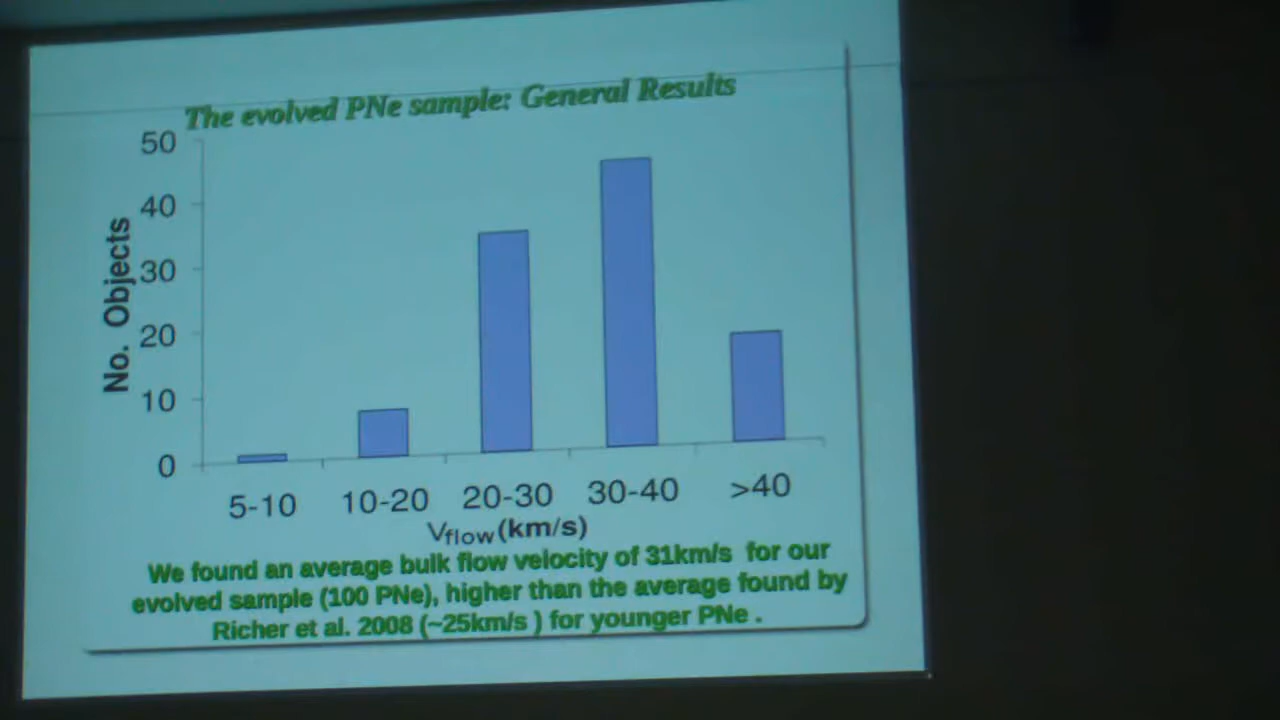 The evolved PNe sample: General Results
50
40
30
20
10
0
No. Objects
5-10 10-20 20-30 30-40 >40
Vflow(km/s)
We found an average bulk flow velocity of 31km/s for our
evolved sample (100 PNe), higher than the average found by
Richer et al. 2008 (~25km/s ) for younger PNe .